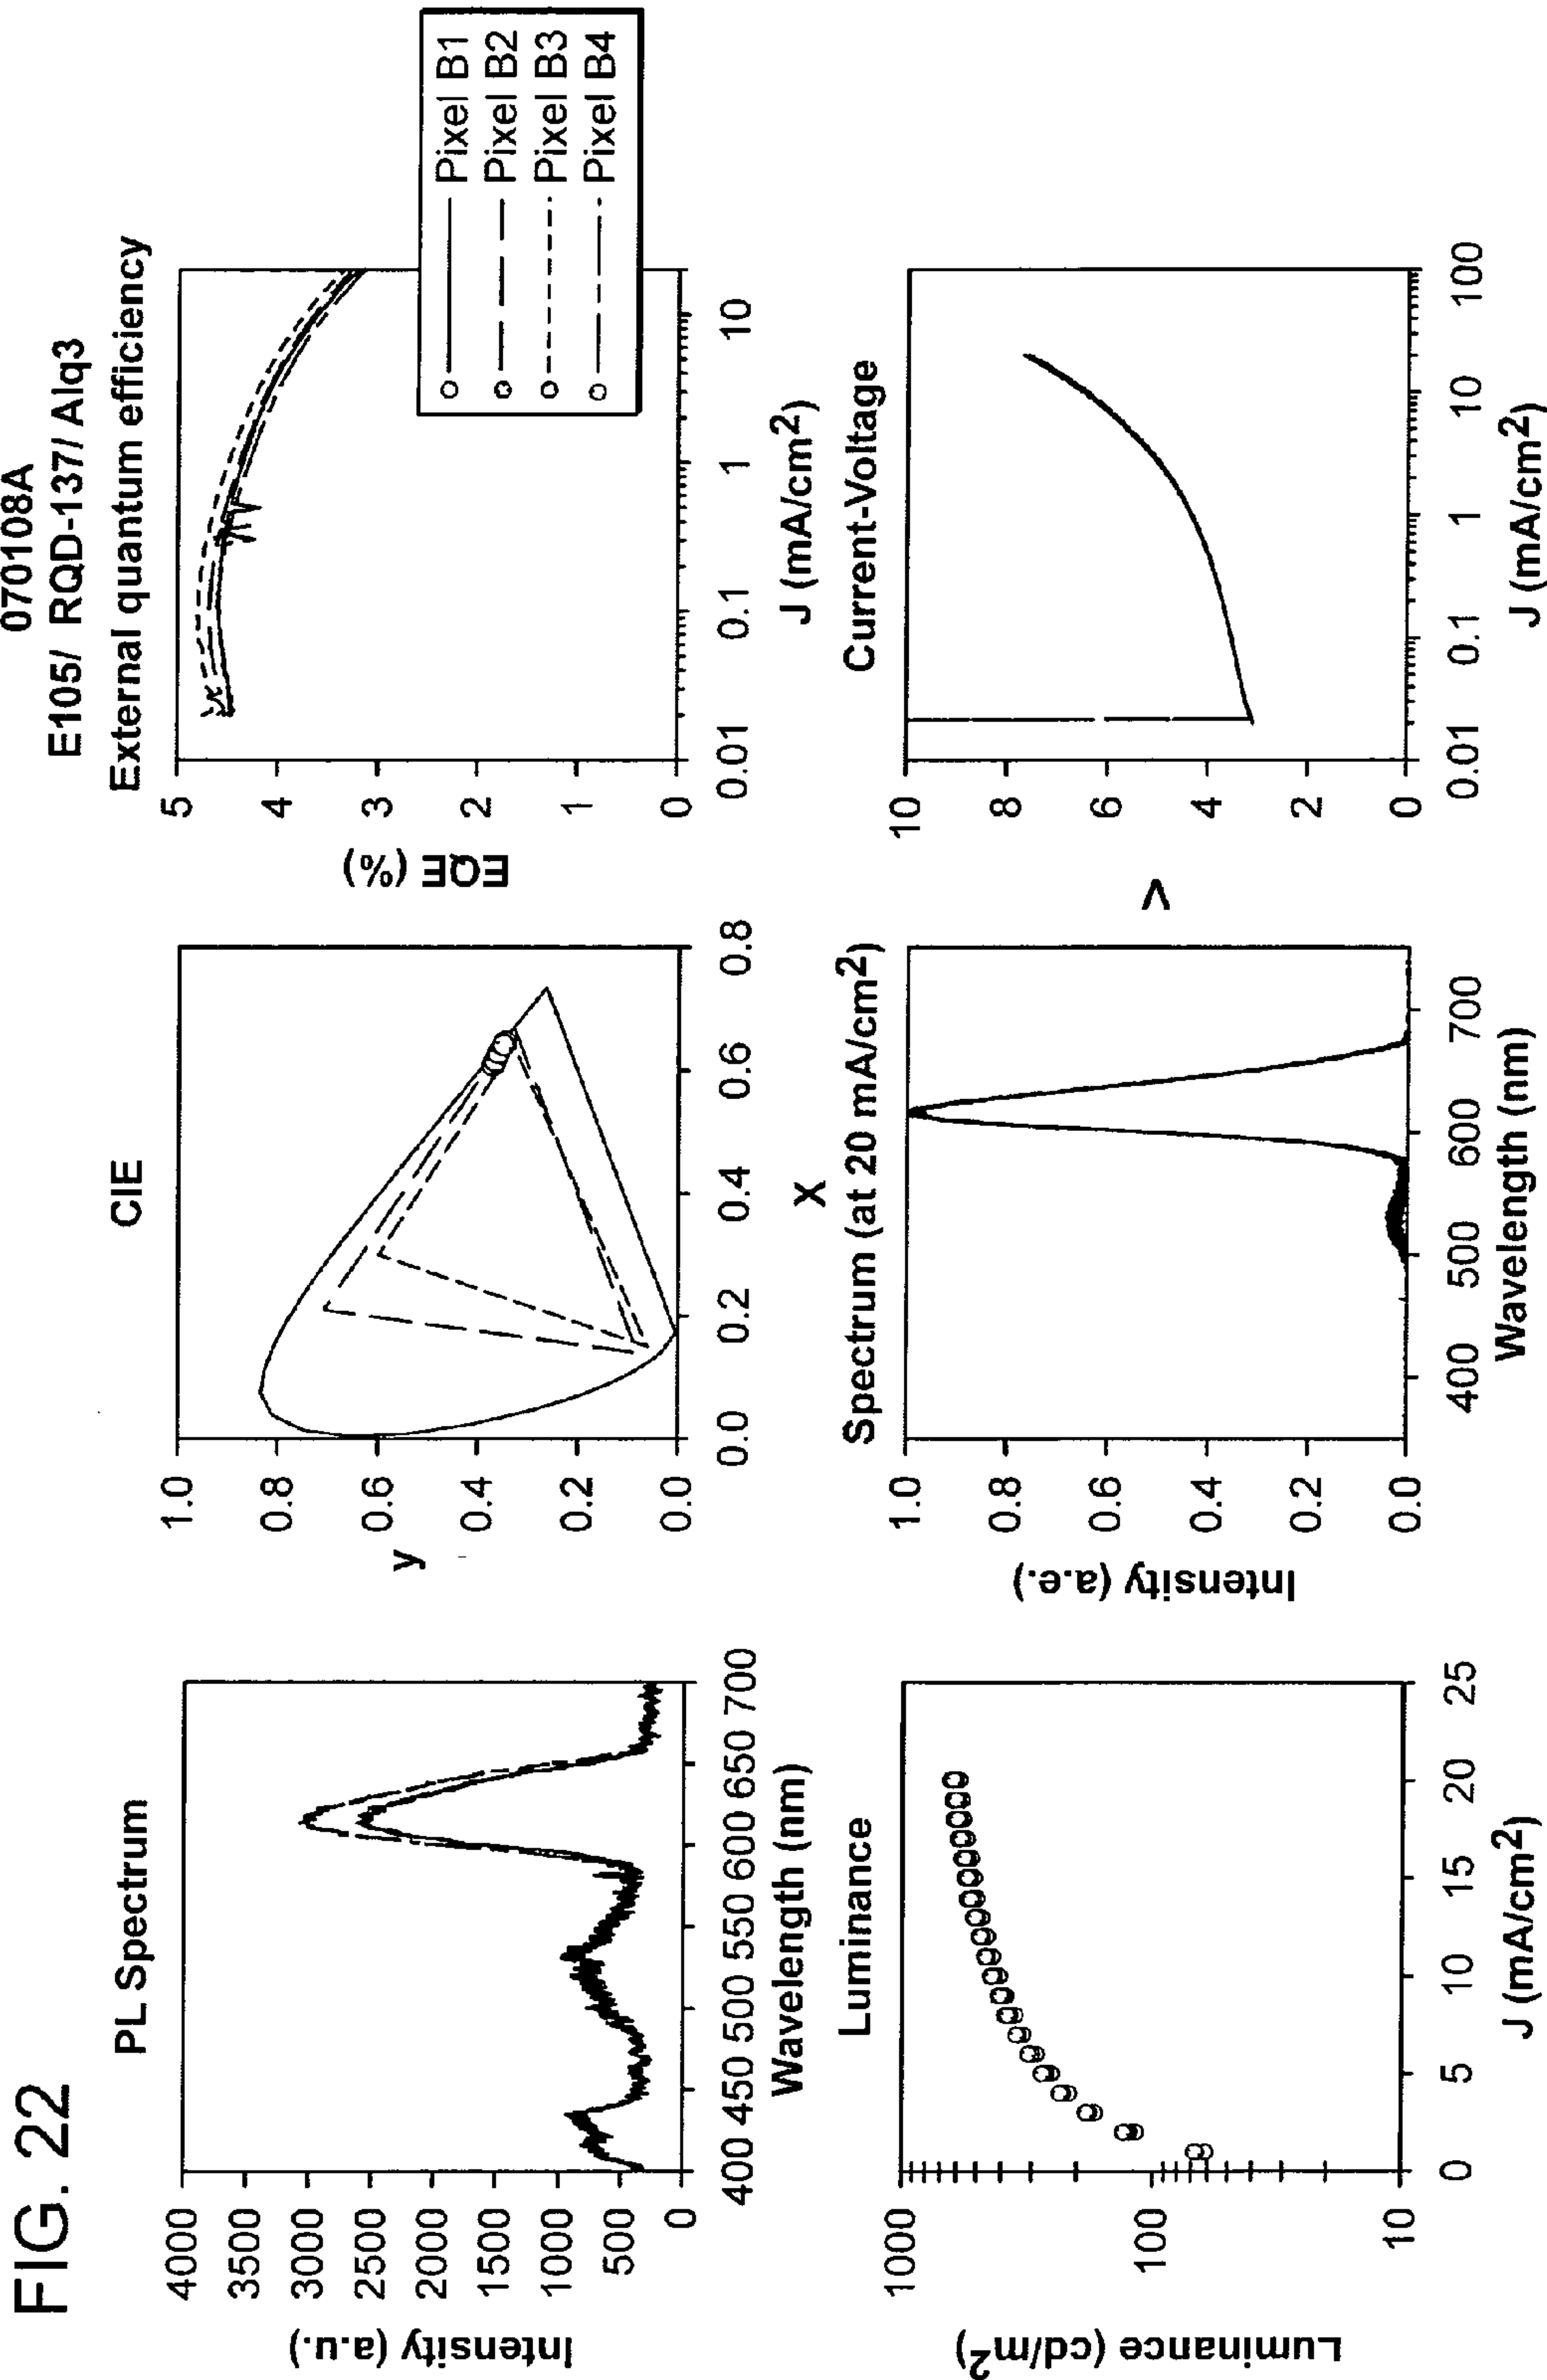 FIG. 22
070108A
E105/ RQD-137/ Alq3
PL Spectrum
Intensity (a.u.)
4000
3500
3000
2500
2000
1500
1000
500
0
400 450 500 550 600 650 700
Wavelength (nm)
CIE
y
1.0
0.8
0.6
0.4
0.2
0.0
0.0 0.2 0.4 0.6 0.8
X
External quantum efficiency
EQE (%)
5
4
3
2
1
0
0.01 0.1 1 10
J (mA/cm²)
Pixel B1
Pixel B2
Pixel B3
Pixel B4
Luminance
Luminance (cd/m²)
1000
100
10
0 5 10 15 20 25
J (mA/cm²)
Spectrum (at 20 mA/cm²)
Intensity (a.e.)
1.0
0.8
0.6
0.4
0.2
0.0
400 500 600 700
Wavelength (nm)
Current-Voltage
V
10
8
6
4
2
0
0.01 0.1 1 10 100
J (mA/cm²)